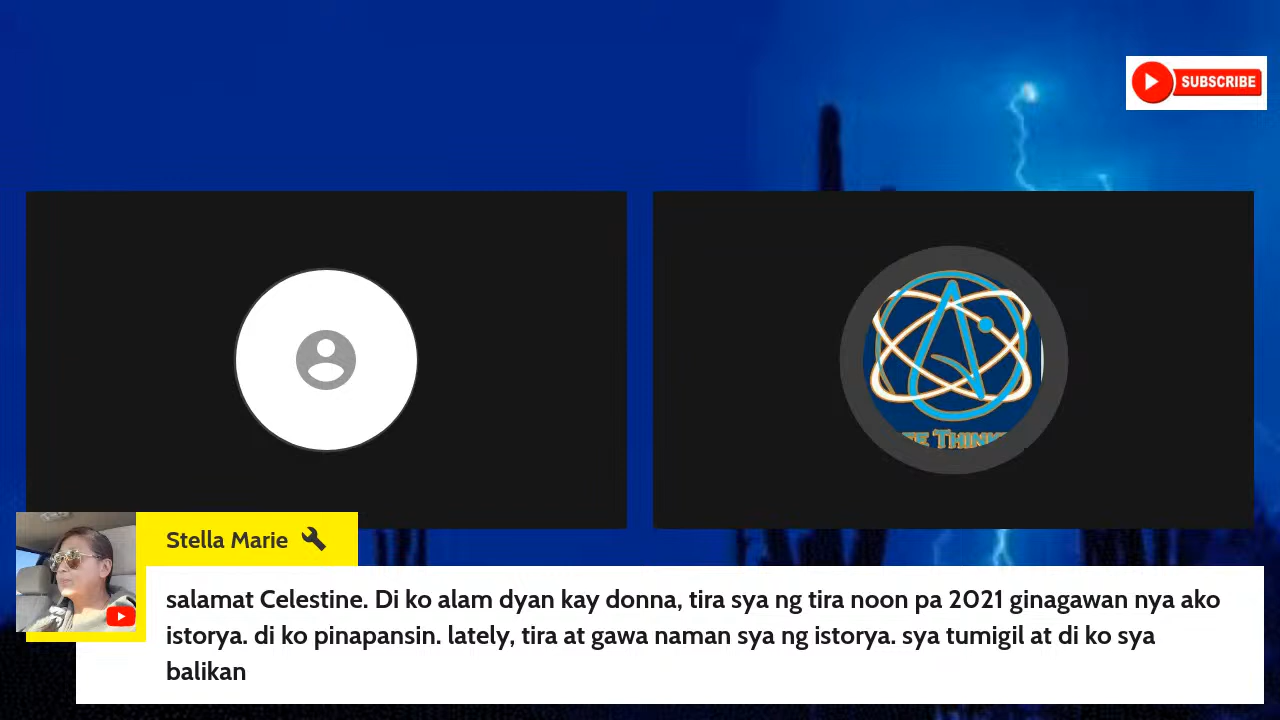 SUBSCRIBE
Stella Marie
salamat Celestine. Di ko alam dyan kay donna, tira sya ng tira noon pa 2021 ginagawan nya ako
istorya. di ko pinapansin. lately, tira at gawa naman sya ng istorya. sya tumigil at di ko sya
balikan